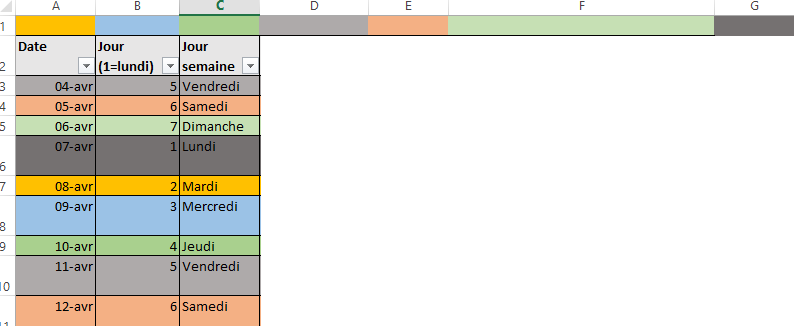 A B C D E F G
1
Date Jour Jour
2 (1=lundi) semaine
3 04-avr 5 Vendredi
4 05-avr 6 Samedi
5 06-avr 7 Dimanche
07-avr 1 Lundi
6
7 08-avr 2 Mardi
09-avr 3 Mercredi
8
9 10-avr 4 Jeudi
11-avr 5 Vendredi
10
12-avr 6 Samedi